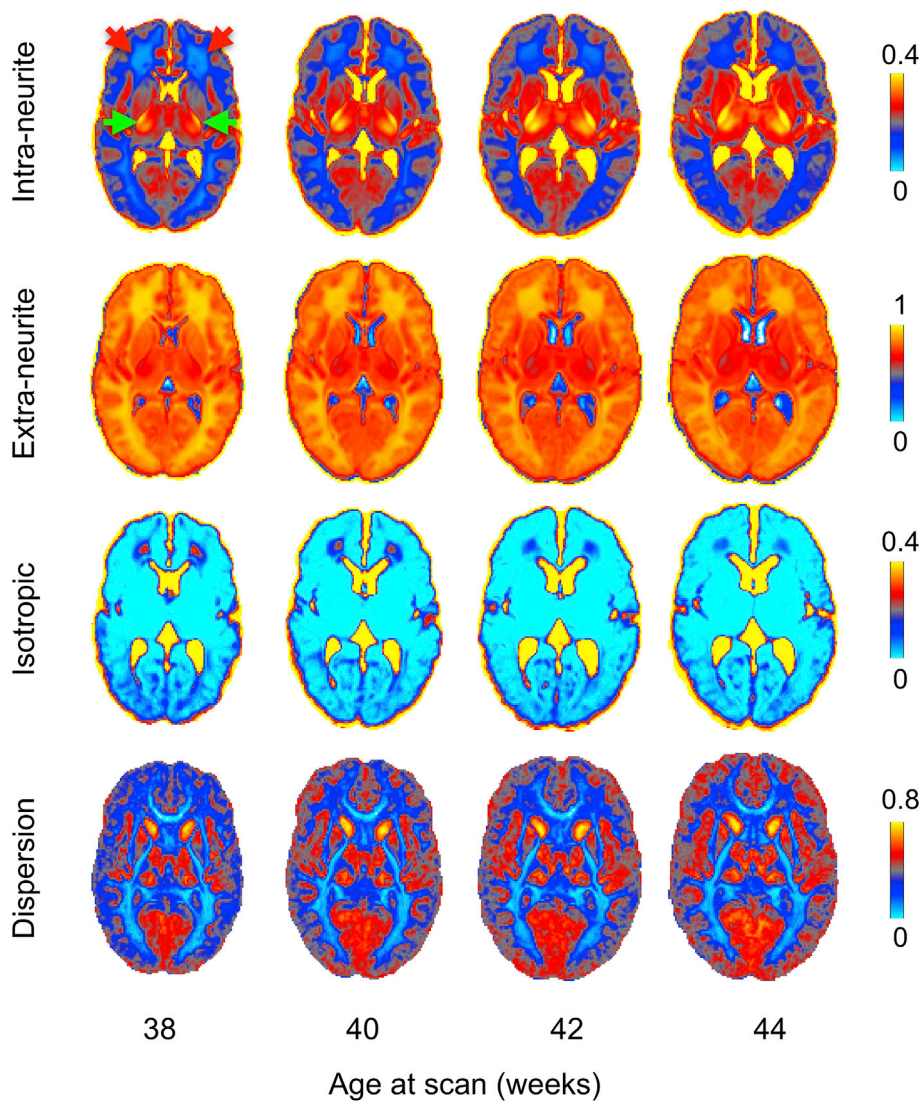 Intra-neurite
0.4
0
Extra-neurite
1
0
Isotropic
0.4
0
Dispersion
0.8
0
38 40 42 44
Age at scan (weeks)